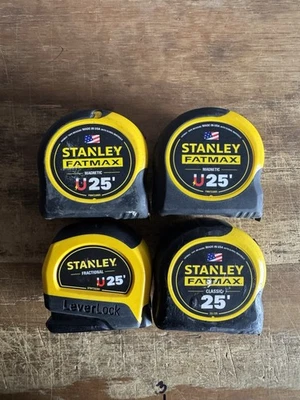 STANLEY
FATMAX
MAGNETIC
25'
STANLEY
FATMAX
MAGNETIC
25'
STANLEY
FRACTIONAL
25'
LeverLock
STANLEY
FATMAX
CLASSIC
25'